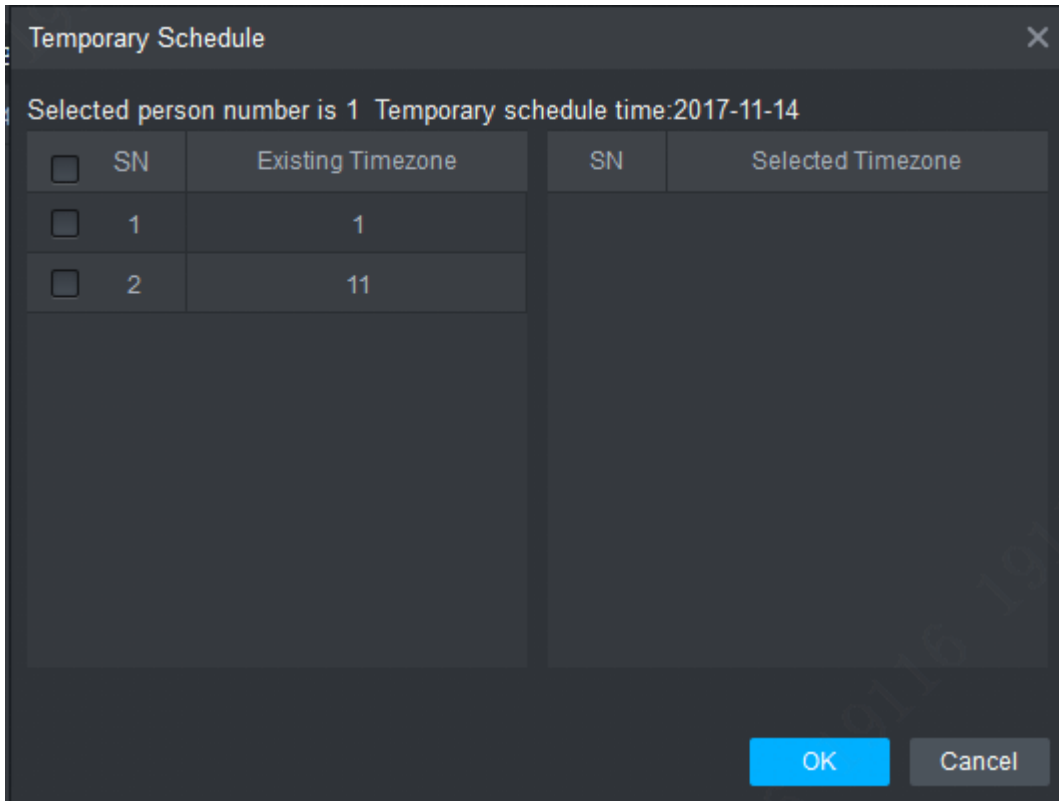 Temporary Schedule
Selected person number is 1 Temporary schedule time:2017-11-14
SN Existing Timezone SN Selected Timezone
1 1
2 11
OK Cancel